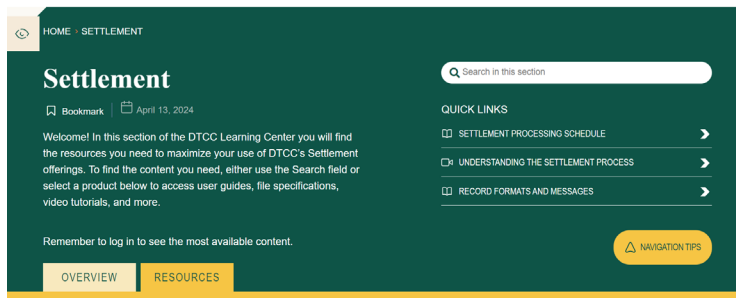 HOME › SETTLEMENT
Settlement
Bookmark
April 13, 2024
Welcome! In this section of the DTCC Learning Center you will find
the resources you need to maximize your use of DTCC's Settlement
offerings. To find the content you need, either use the Search field or
select a product below to access user guides, file specifications,
video tutorials, and more.
Remember to log in to see the most available content.
OVERVIEW
RESOURCES
Search in this section
QUICK LINKS
SETTLEMENT PROCESSING SCHEDULE
UNDERSTANDING THE SETTLEMENT PROCESS
RECORD FORMATS AND MESSAGES
NAVIGATION TIPS